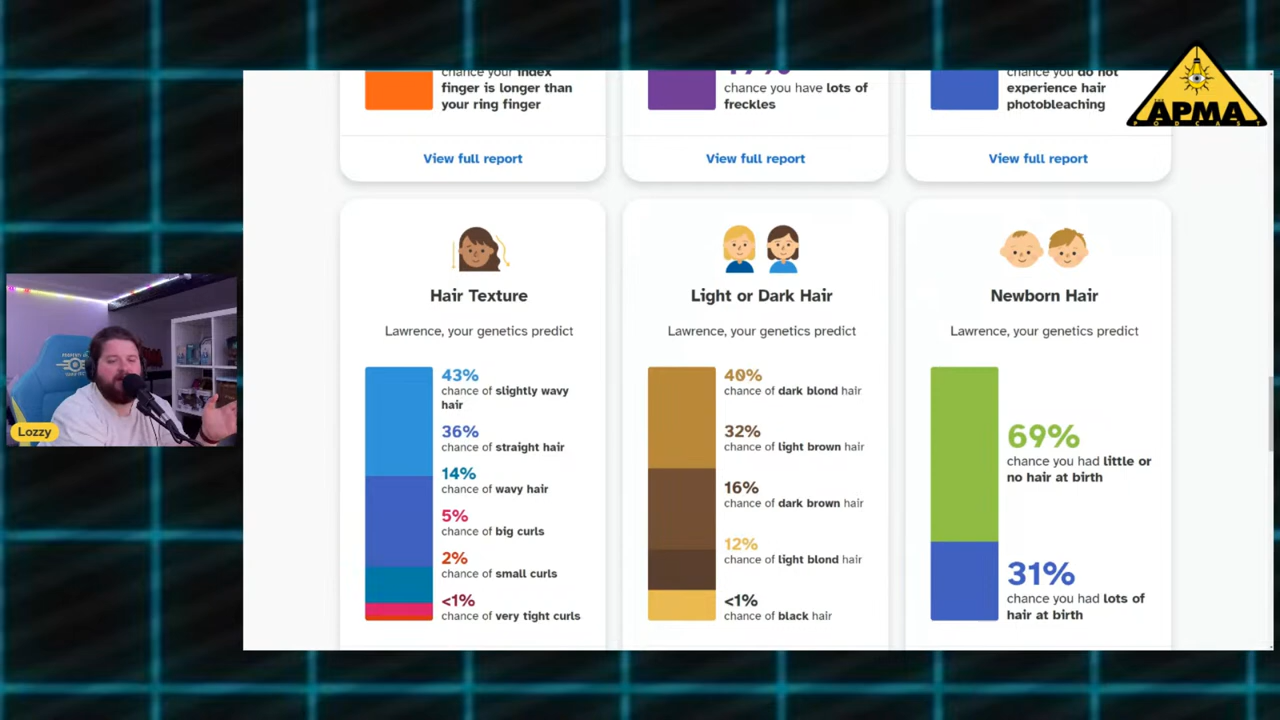 THE
APMA
PODCAST
chance your index
finger is longer than
your ring finger
View full report
chance you have lots of
freckles
View full report
chance you do not
experience hair
photobleaching
View full report
Hair Texture
Lawrence, your genetics predict
43%
chance of slightly wavy
hair
36%
chance of straight hair
14%
chance of wavy hair
5%
chance of big curls
2%
chance of small curls
<1%
chance of very tight curls
Light or Dark Hair
Lawrence, your genetics predict
40%
chance of dark blond hair
32%
chance of light brown hair
16%
chance of dark brown hair
12%
chance of light blond hair
<1%
chance of black hair
Newborn Hair
Lawrence, your genetics predict
69%
chance you had little or
no hair at birth
31%
chance you had lots of
hair at birth
Lozzy